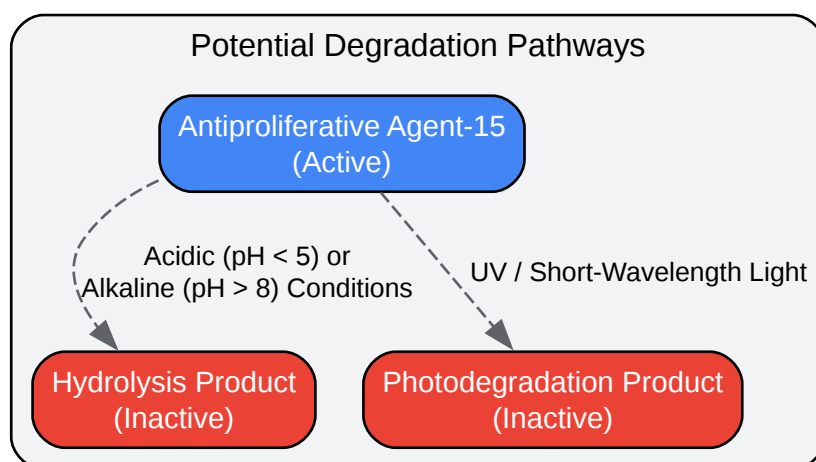 Potential Degradation Pathways
Antiproliferative Agent-15
(Active)
Acidic (pH < 5) or
Alkaline (pH > 8) Conditions
UV / Short-Wavelength Light
Hydrolysis Product
(Inactive)
Photodegradation Product
(Inactive)